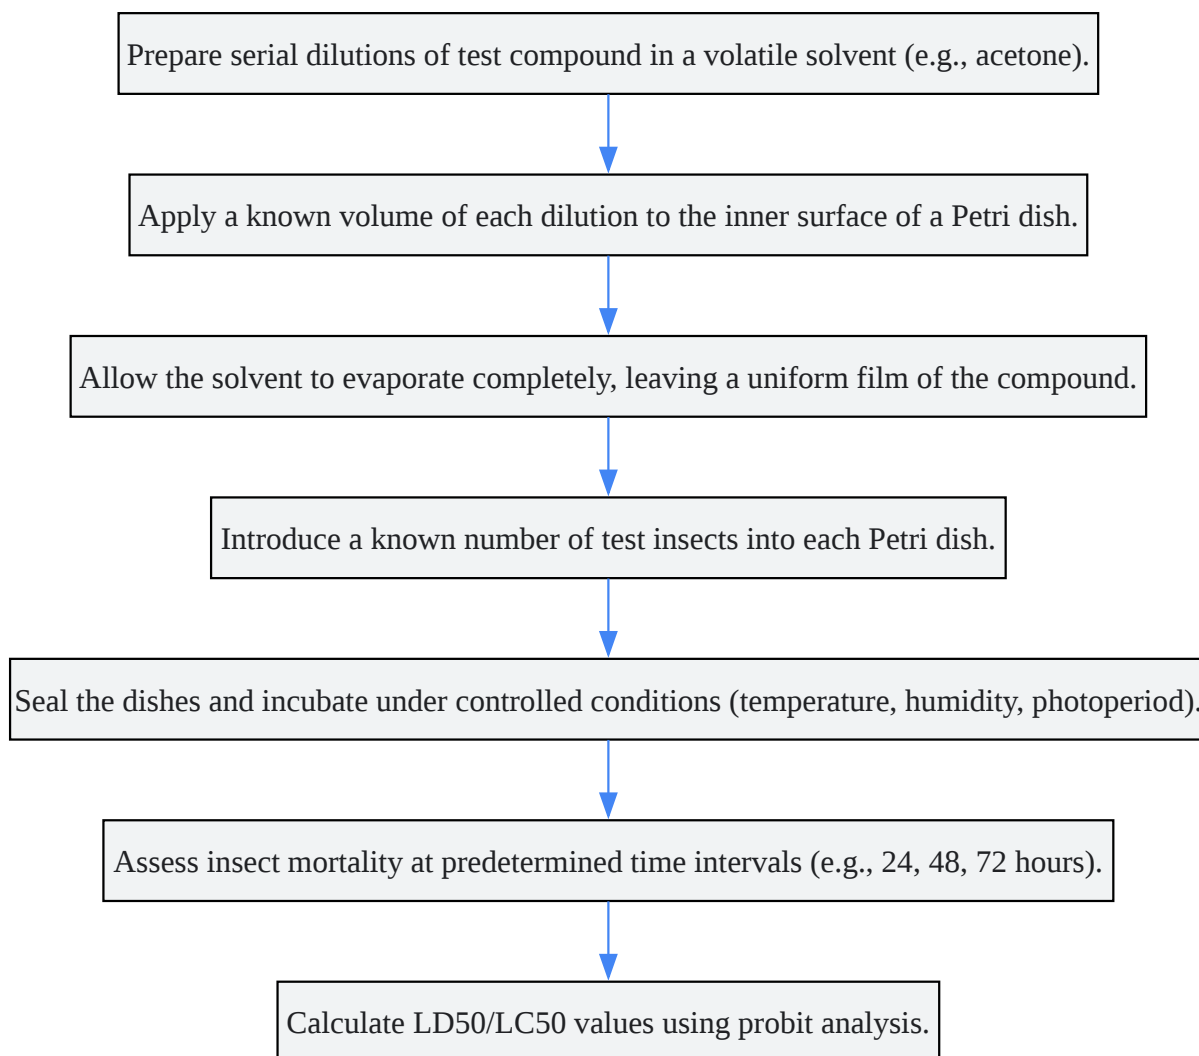 Prepare serial dilutions of test compound in a volatile solvent (e.g., acetone).
Apply a known volume of each dilution to the inner surface of a Petri dish.
Allow the solvent to evaporate completely, leaving a uniform film of the compound.
Introduce a known number of test insects into each Petri dish.
Seal the dishes and incubate under controlled conditions (temperature, humidity, photoperiod).
Assess insect mortality at predetermined time intervals (e.g., 24, 48, 72 hours).
Calculate LD50/LC50 values using probit analysis.